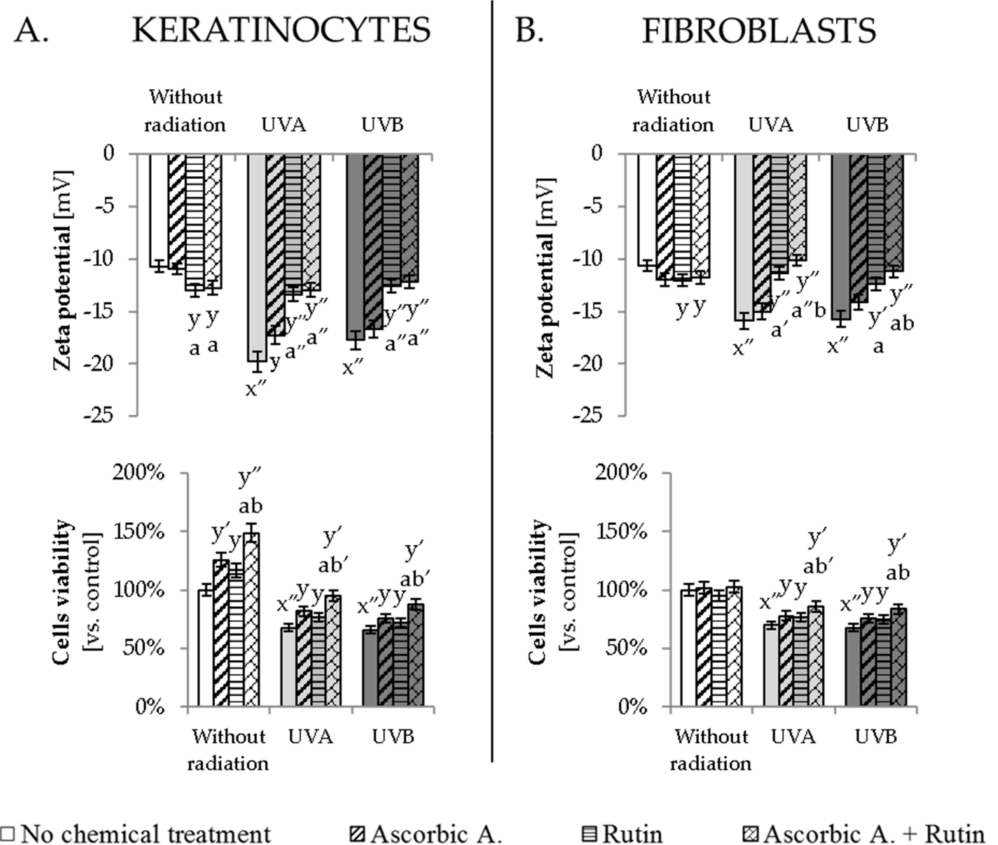 A. KERATINOCYTES
Without
radiation UVA UVB
0
-5
-10
-15
-20
-25
Zeta potential [mV]
y y
a a
x″ y y″ a″ y″ a″
x″ y″ y″
a″ a″
200%
150%
100%
50%
0%
Cells viability
[vs. control]
y′ y y″
ab
x″ y y y′
ab′
x″ y y y′
ab′
Without
radiation UVA UVB
B. FIBROBLASTS
Without
radiation UVA UVB
0
-5
-10
-15
-20
-25
Zeta potential [mV]
y y
x″ y″ a′ y″ a″b
x″ y′ a y″ ab
200%
150%
100%
50%
0%
Cells viability
[vs. control]
x″ y y y′
ab′
x″ y y y′
ab
Without
radiation UVA UVB
No chemical treatment Ascorbic A. Rutin Ascorbic A. + Rutin